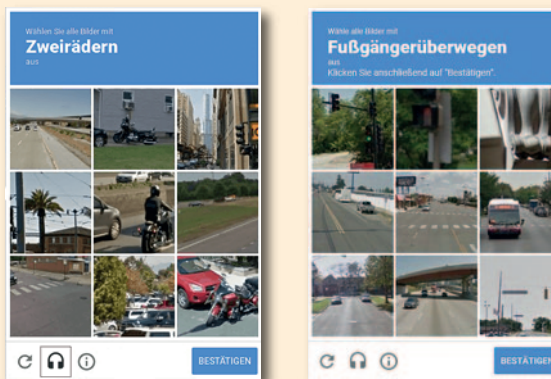 Wählen Sie alle Bilder mit
Zweirädern
aus
BESTÄTIGEN
Wähle alle Bilder mit
Fußgängerüberwegen
aus
Klicken Sie anschließend auf "Bestätigen".
BESTÄTIGEN